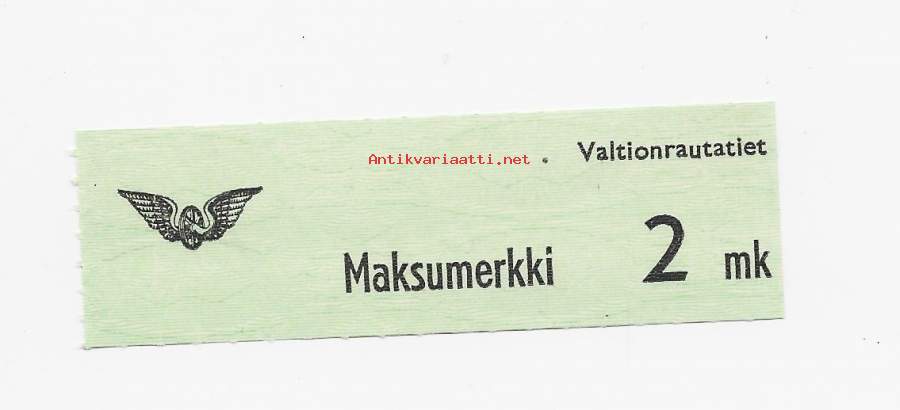 Valtionrautatiet
Antikvariaatti.net
Maksumerkki 2 mk